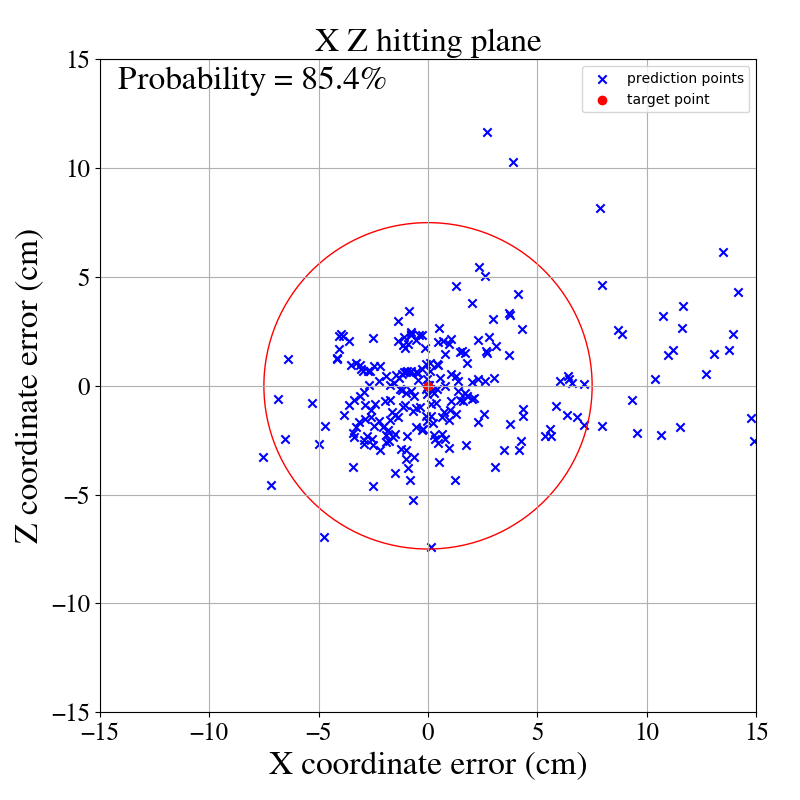 X Z hitting plane
Probability = 85.4%
prediction points
target point
15
10
5
0
−5
−10
−15
Z coordinate error (cm)
−15
−10
−5
0
5
10
15
X coordinate error (cm)